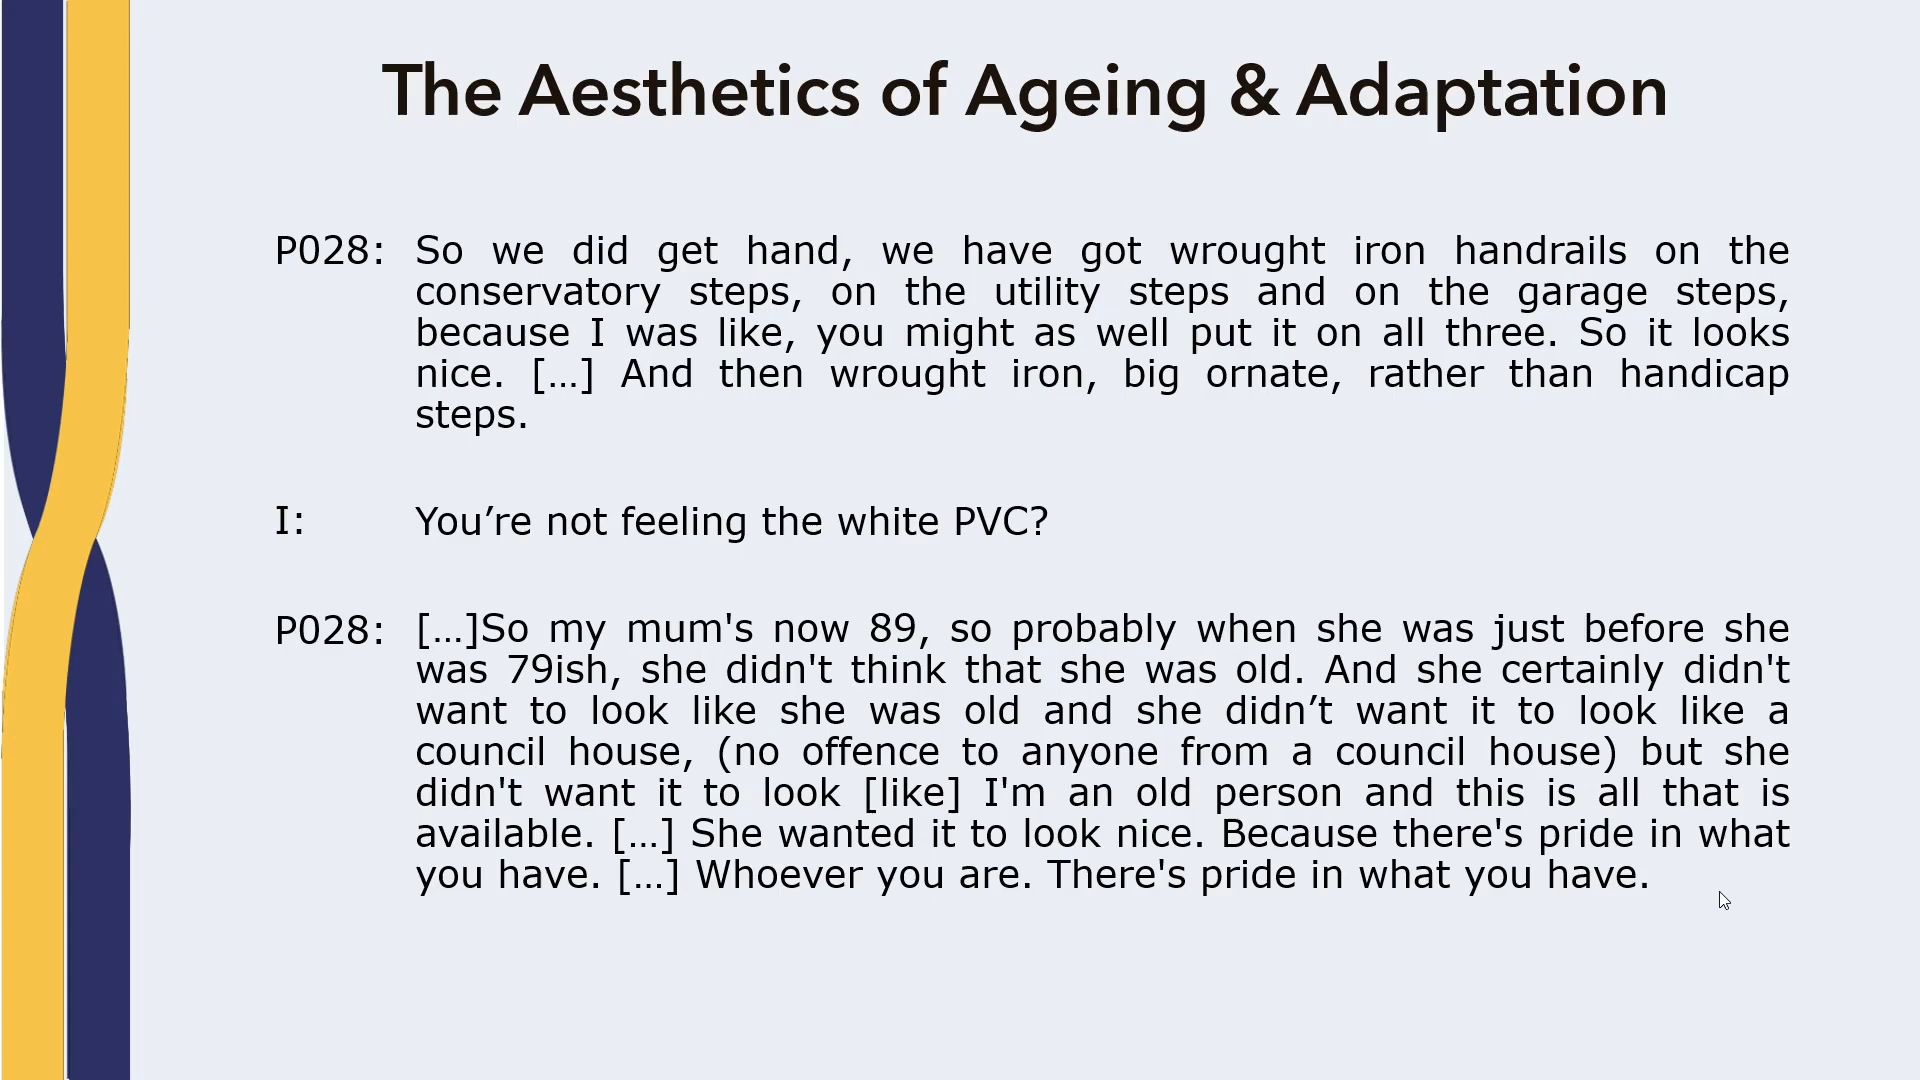 The Aesthetics of Ageing & Adaptation
P028: So we did get hand, we have got wrought iron handrails on the
conservatory steps, on the utility steps and on the garage steps,
because I was like, you might as well put it on all three. So it looks
nice. […] And then wrought iron, big ornate, rather than handicap
steps.
I: You’re not feeling the white PVC?
P028: […]So my mum's now 89, so probably when she was just before she
was 79ish, she didn't think that she was old. And she certainly didn't
want to look like she was old and she didn’t want it to look like a
council house, (no offence to anyone from a council house) but she
didn't want it to look [like] I'm an old person and this is all that is
available. […] She wanted it to look nice. Because there's pride in what
you have. […] Whoever you are. There's pride in what you have.